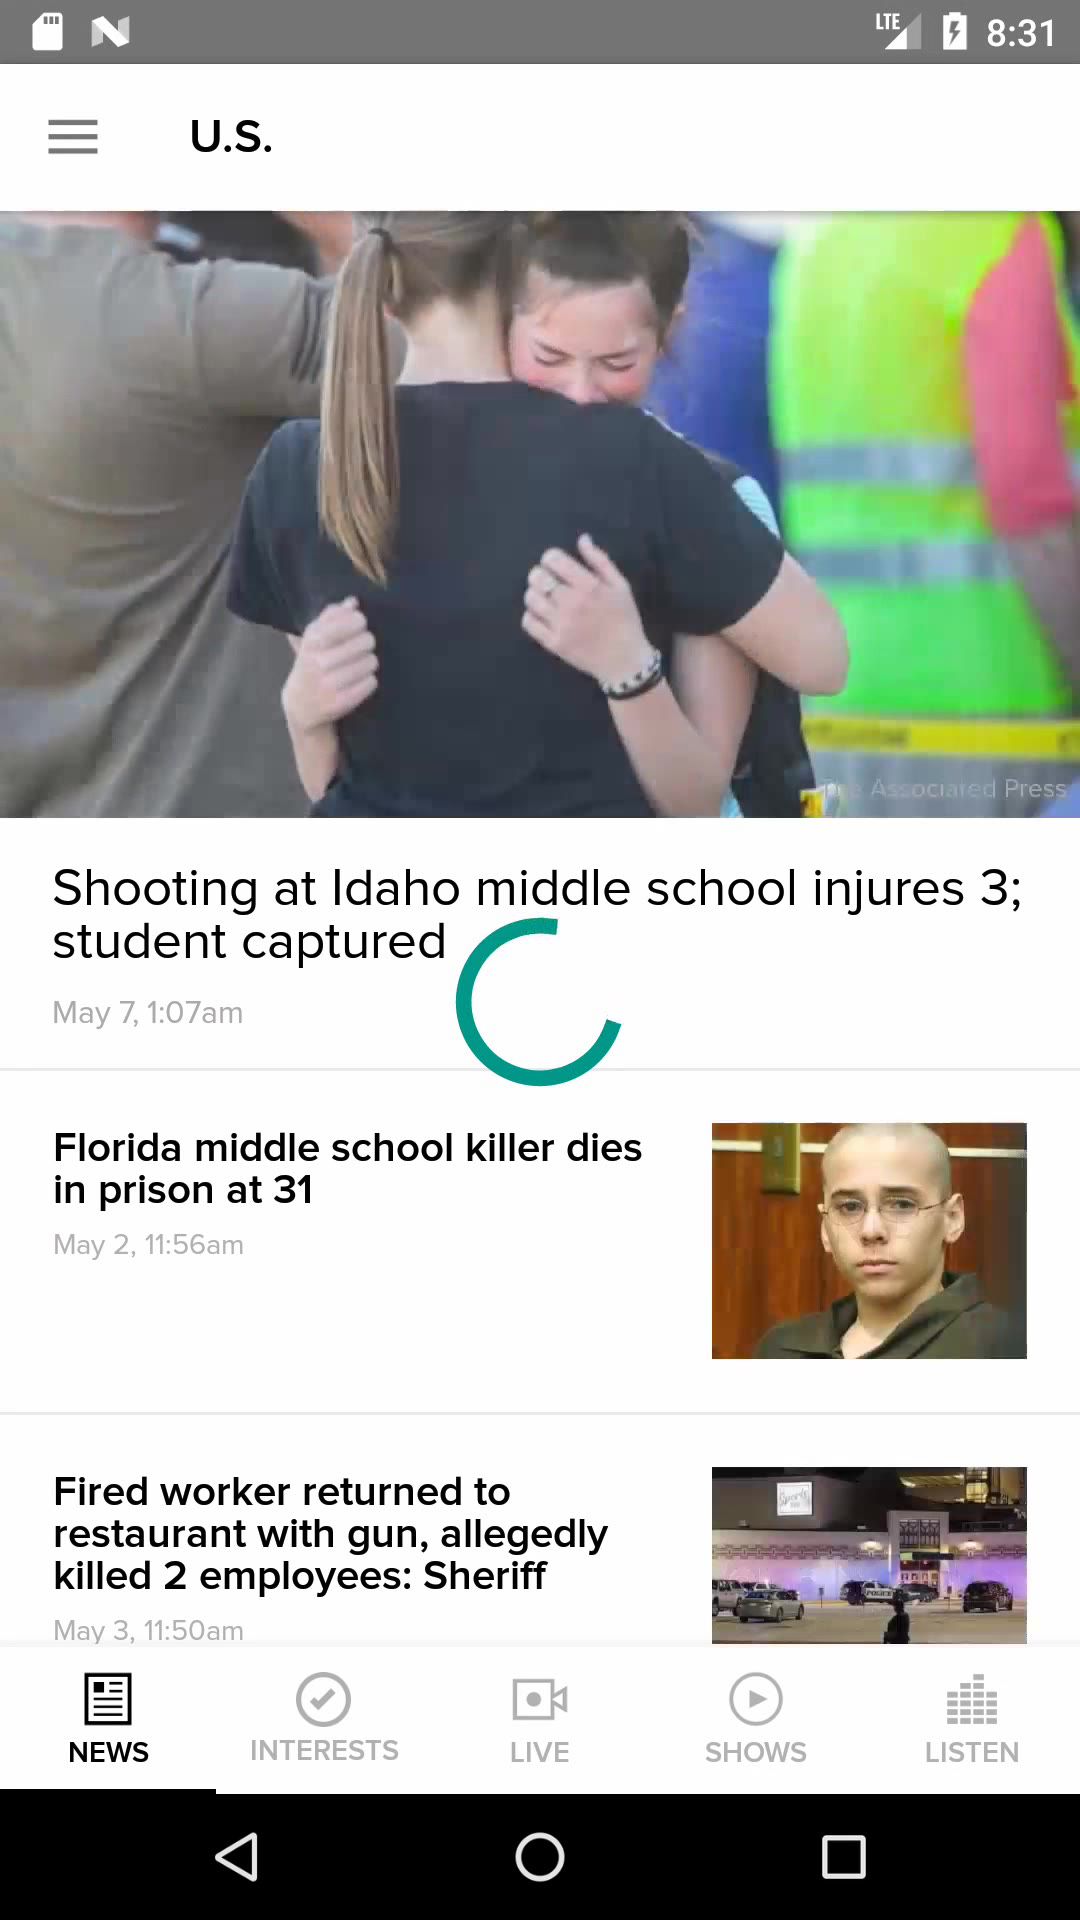 LTE 8:31
U.S.
The Associated Press
Shooting at Idaho middle school injures 3;
student captured
May 7, 1:07am
Florida middle school killer dies
in prison at 31
May 2, 11:56am
Fired worker returned to
restaurant with gun, allegedly
killed 2 employees: Sheriff
May 3, 11:50am
POLICE
NEWS
INTERESTS
LIVE
SHOWS
LISTEN